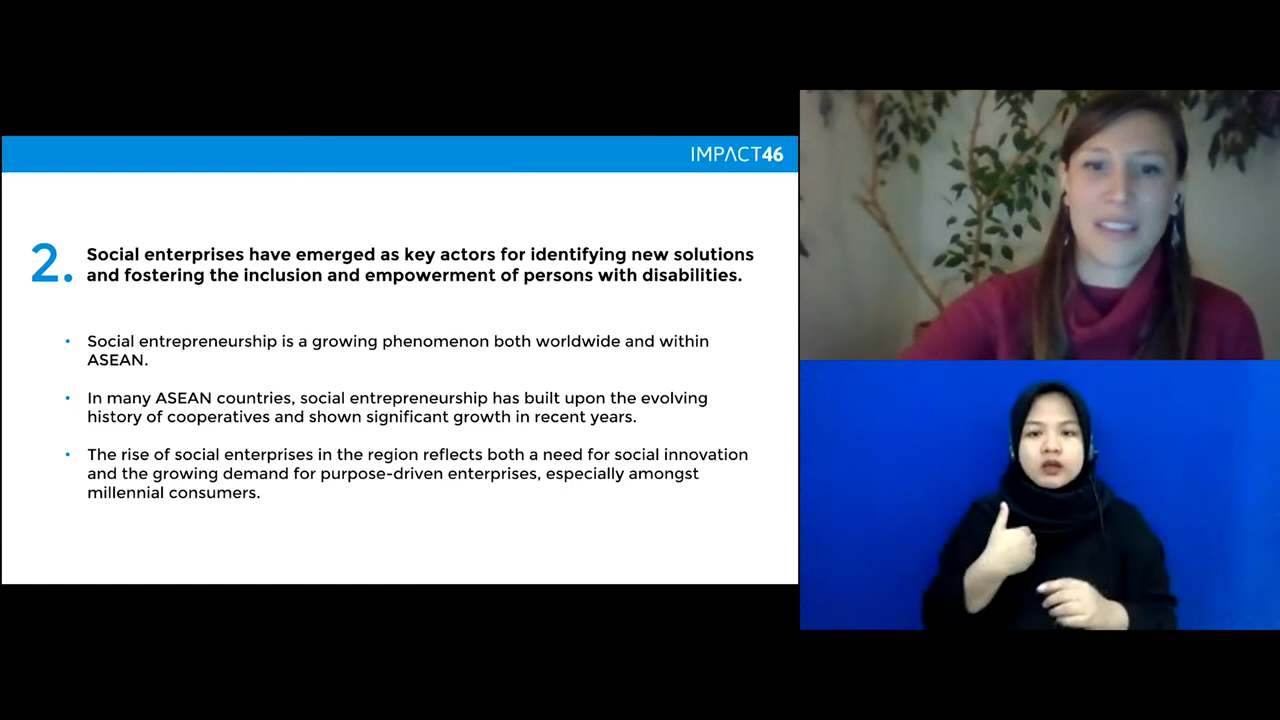 IMPACT46
2. Social enterprises have emerged as key actors for identifying new solutions
and fostering the inclusion and empowerment of persons with disabilities.
• Social entrepreneurship is a growing phenomenon both worldwide and within
ASEAN.
• In many ASEAN countries, social entrepreneurship has built upon the evolving
history of cooperatives and shown significant growth in recent years.
• The rise of social enterprises in the region reflects both a need for social innovation
and the growing demand for purpose-driven enterprises, especially amongst
millennial consumers.